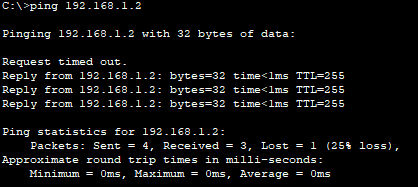 C:\>ping 192.168.1.2
Pinging 192.168.1.2 with 32 bytes of data:
Request timed out.
Reply from 192.168.1.2: bytes=32 time<1ms TTL=255
Reply from 192.168.1.2: bytes=32 time<1ms TTL=255
Reply from 192.168.1.2: bytes=32 time<1ms TTL=255
Ping statistics for 192.168.1.2:
    Packets: Sent = 4, Received = 3, Lost = 1 (25% loss),
Approximate round trip times in milli-seconds:
    Minimum = 0ms, Maximum = 0ms, Average = 0ms